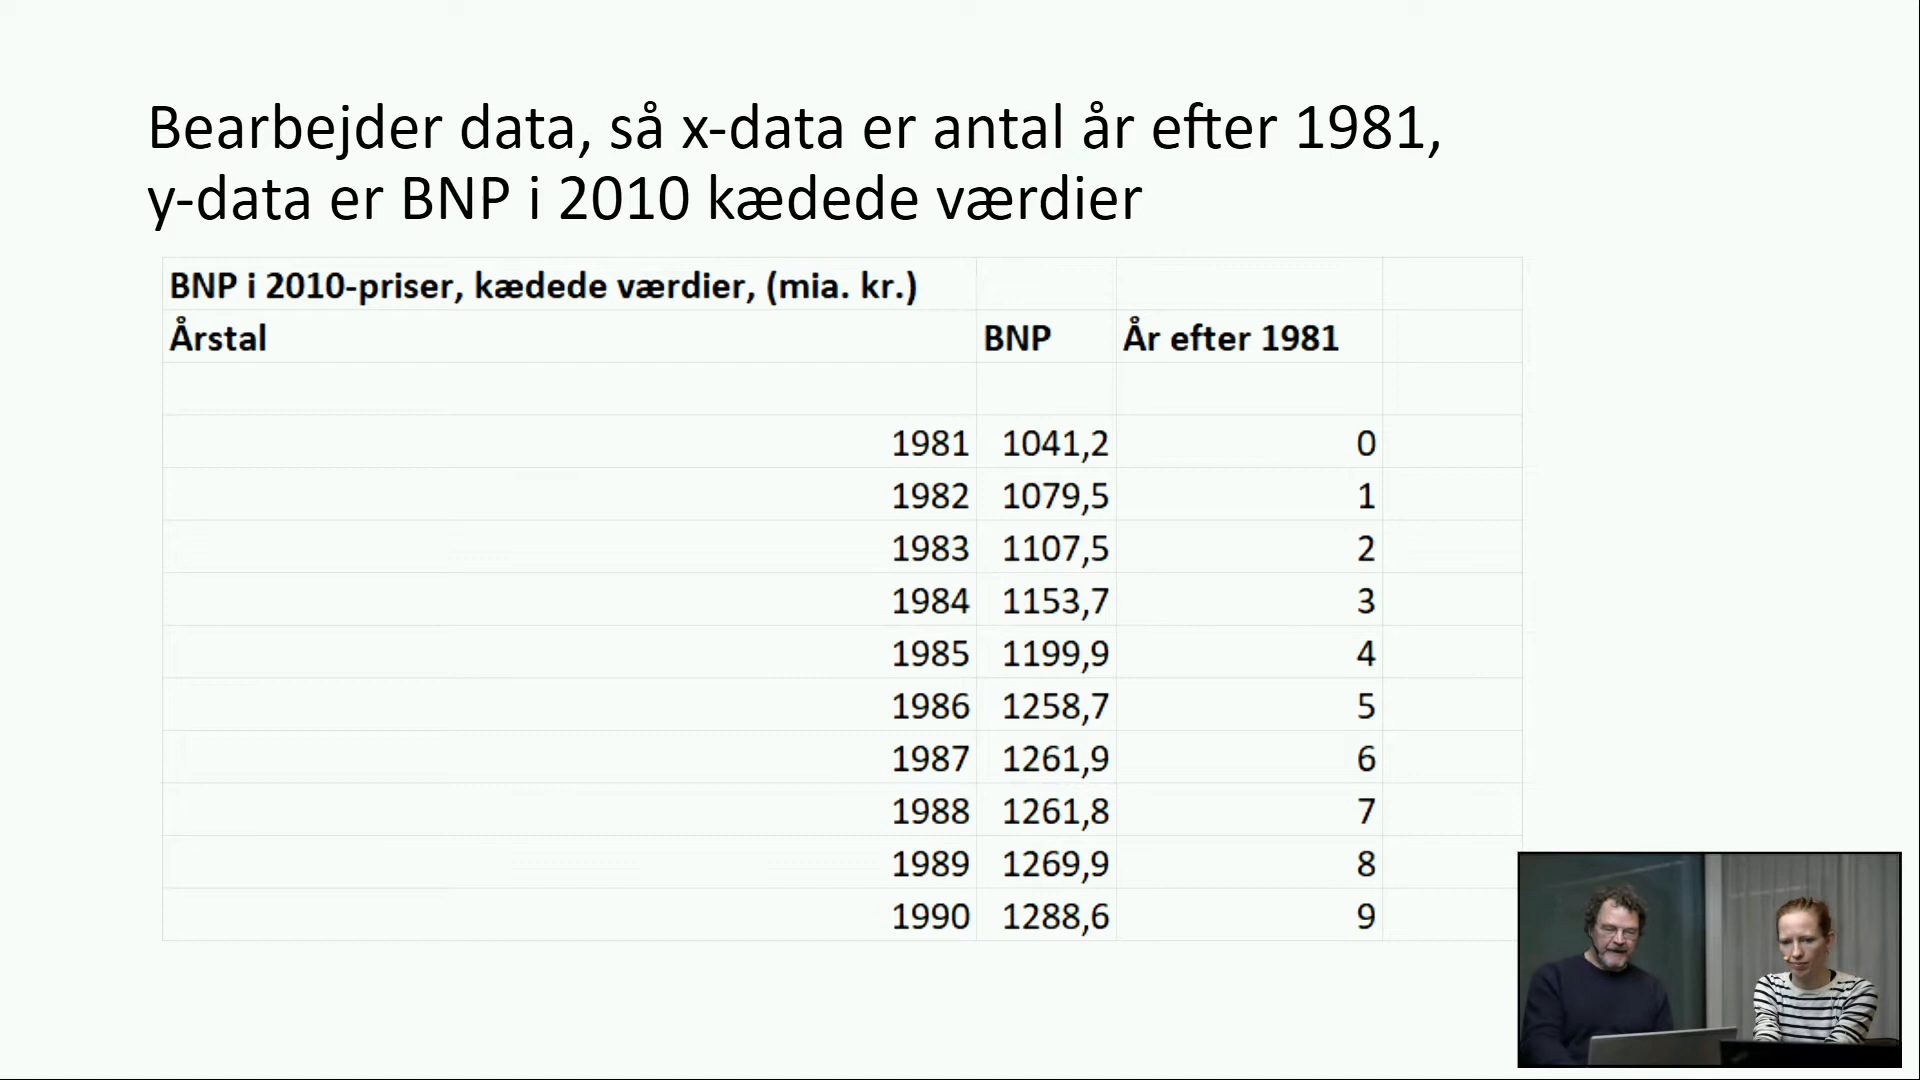 Bearbejder data, så x-data er antal år efter 1981,
y-data er BNP i 2010 kædede værdier
BNP i 2010-priser, kædede værdier, (mia. kr.)
Årstal BNP År efter 1981
1981 1041,2 0
1982 1079,5 1
1983 1107,5 2
1984 1153,7 3
1985 1199,9 4
1986 1258,7 5
1987 1261,9 6
1988 1261,8 7
1989 1269,9 8
1990 1288,6 9